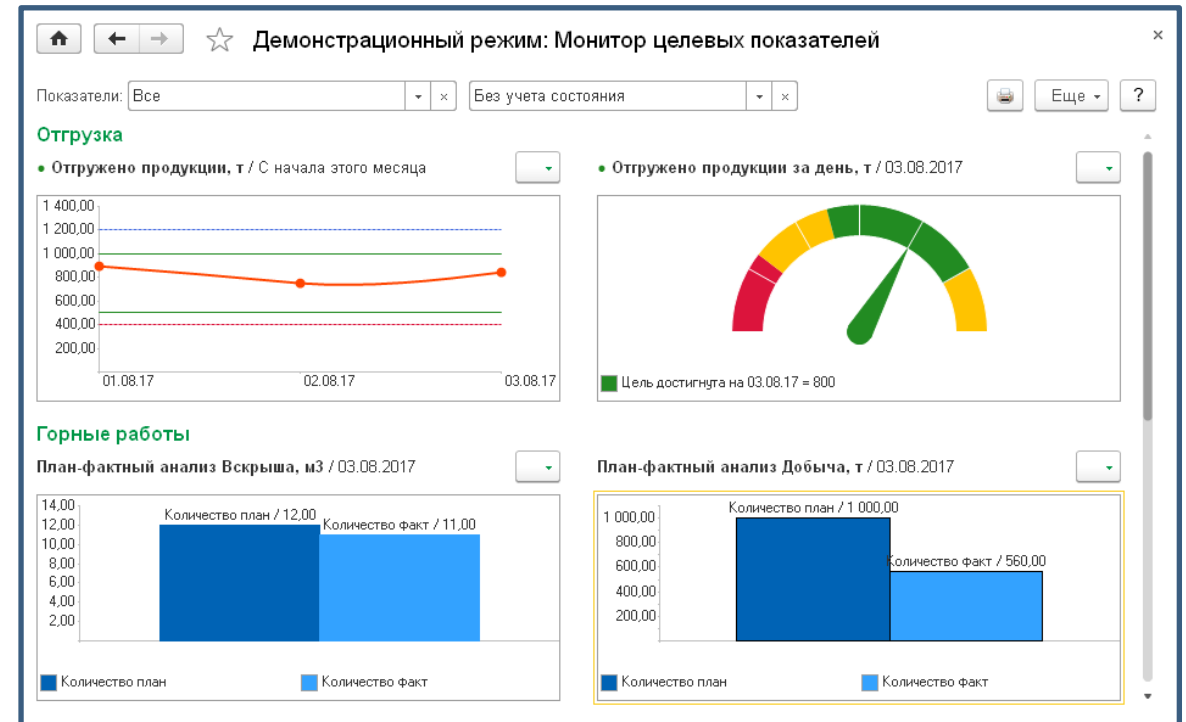 Демонстрационный режим: Монитор целевых показателей
Показатели: Все
Без учета состояния
Еще
?
Отгрузка
• Отгружено продукции, т / С начала этого месяца
1 400,00
1 200,00
1 000,00
800,00
600,00
400,00
200,00
01.08.17 02.08.17 03.08.17
• Отгружено продукции за день, т / 03.08.2017
Цель достигнута на 03.08.17 = 800
Горные работы
План-фактный анализ Вскрыша, м3 / 03.08.2017
14,00
12,00
10,00
8,00
6,00
4,00
2,00
Количество план / 12,00
Количество факт / 11,00
Количество план Количество факт
План-фактный анализ Добыча, т / 03.08.2017
1 000,00
800,00
600,00
400,00
200,00
Количество план / 1 000,00
Количество факт / 560,00
Количество план Количество факт